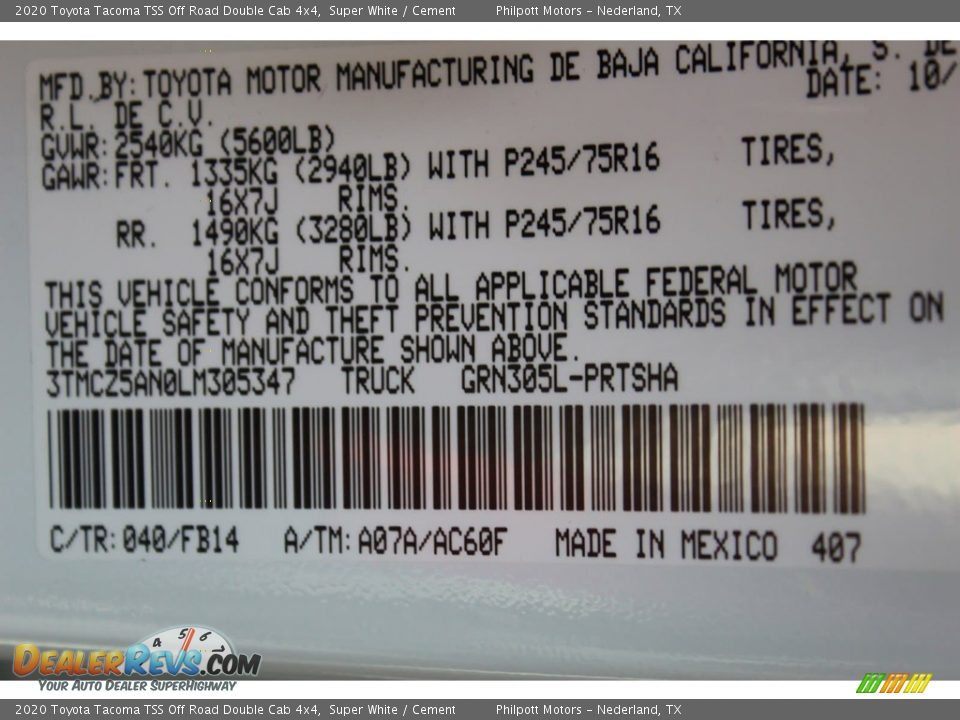 2020 Toyota Tacoma TSS Off Road Double Cab 4x4, Super White / Cement Philpott Motors - Nederland, TX
MFD.BY: TOYOTA MOTOR MANUFACTURING DE BAJA CALIFORNIA, S. DE
R.L. DE C.V. DATE: 10/
GVWR: 2540KG (5600LB)
GAWR: FRT. 1335KG (2940LB) WITH P245/75R16 TIRES,
16X7J RIMS.
RR. 1490KG (3280LB) WITH P245/75R16 TIRES,
16X7J RIMS.
THIS VEHICLE CONFORMS TO ALL APPLICABLE FEDERAL MOTOR
VEHICLE SAFETY AND THEFT PREVENTION STANDARDS IN EFFECT ON
THE DATE OF MANUFACTURE SHOWN ABOVE.
3TMCZ5AN0LM305347 TRUCK GRN305L-PRTSHA
C/TR: 040/FB14 A/TM: A07A/AC60F MADE IN MEXICO 407
4 5 6
DEALERREVS.COM
YOUR AUTO DEALER SUPERHIGHWAY
2020 Toyota Tacoma TSS Off Road Double Cab 4x4, Super White / Cement Philpott Motors - Nederland, TX